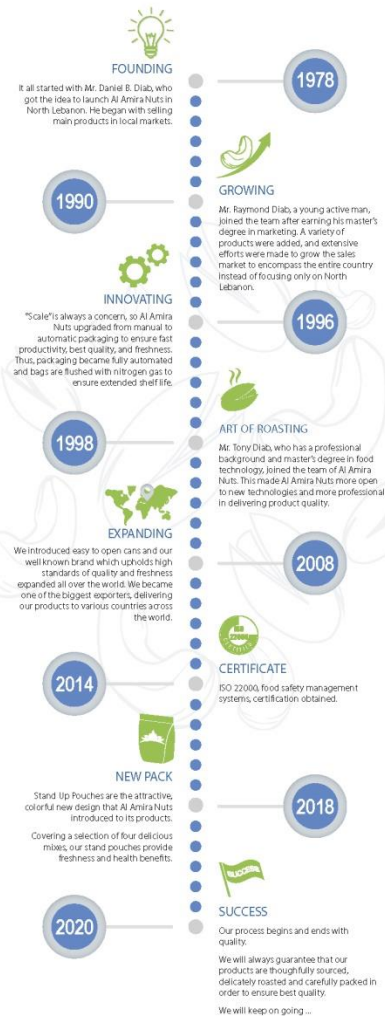 FOUNDING
1978
It all started with Mr. Daniel B. Diab, who
got the idea to launch Al Amira Nuts in
North Lebanon. He began with selling
main products in local markets.
1990
GROWING
Mr. Raymond Diab, a young active man,
joined the team after earning his master's
degree in marketing. A variety of
products were added, and extensive
efforts were made to grow the sales
market to encompass the entire country
instead of focusing only on North
Lebanon.
INNOVATING
1996
"Scale" is always a concern, so Al Amira
Nuts upgraded from manual to
automatic packaging to ensure fast
productivity, best quality, and freshness.
Thus, packaging became fully automated
and bags are flushed with nitrogen gas to
ensure extended shelf life.
1998
ART OF ROASTING
Mr. Tony Diab, who has a professional
background and master's degree in food
technology, joined the team of Al Amira
Nuts. This made Al Amira Nuts more open
to new technologies and more professional
in delivering product quality.
EXPANDING
2008
We introduced easy to open cans and our
well known brand which upholds high
standards of quality and freshness
expanded all over the world. We became
one of the biggest exporters, delivering
our products to various countries across
the world.
ISO
22000
2014
CERTIFICATE
ISO 22000, food safety management
systems, certification obtained.
NEW PACK
2018
Stand Up Pouches are the attractive,
colorful new design that Al Amira Nuts
introduced to its products.
Covering a selection of four delicious
mixes, our stand pouches provide
freshness and health benefits.
SUCCESS
2020
SUCCESS
Our process begins and ends with
quality.
We will always guarantee that our
products are thoughfully sourced,
delicately roasted and carefully packed in
order to ensure best quality.
We will keep on going ...